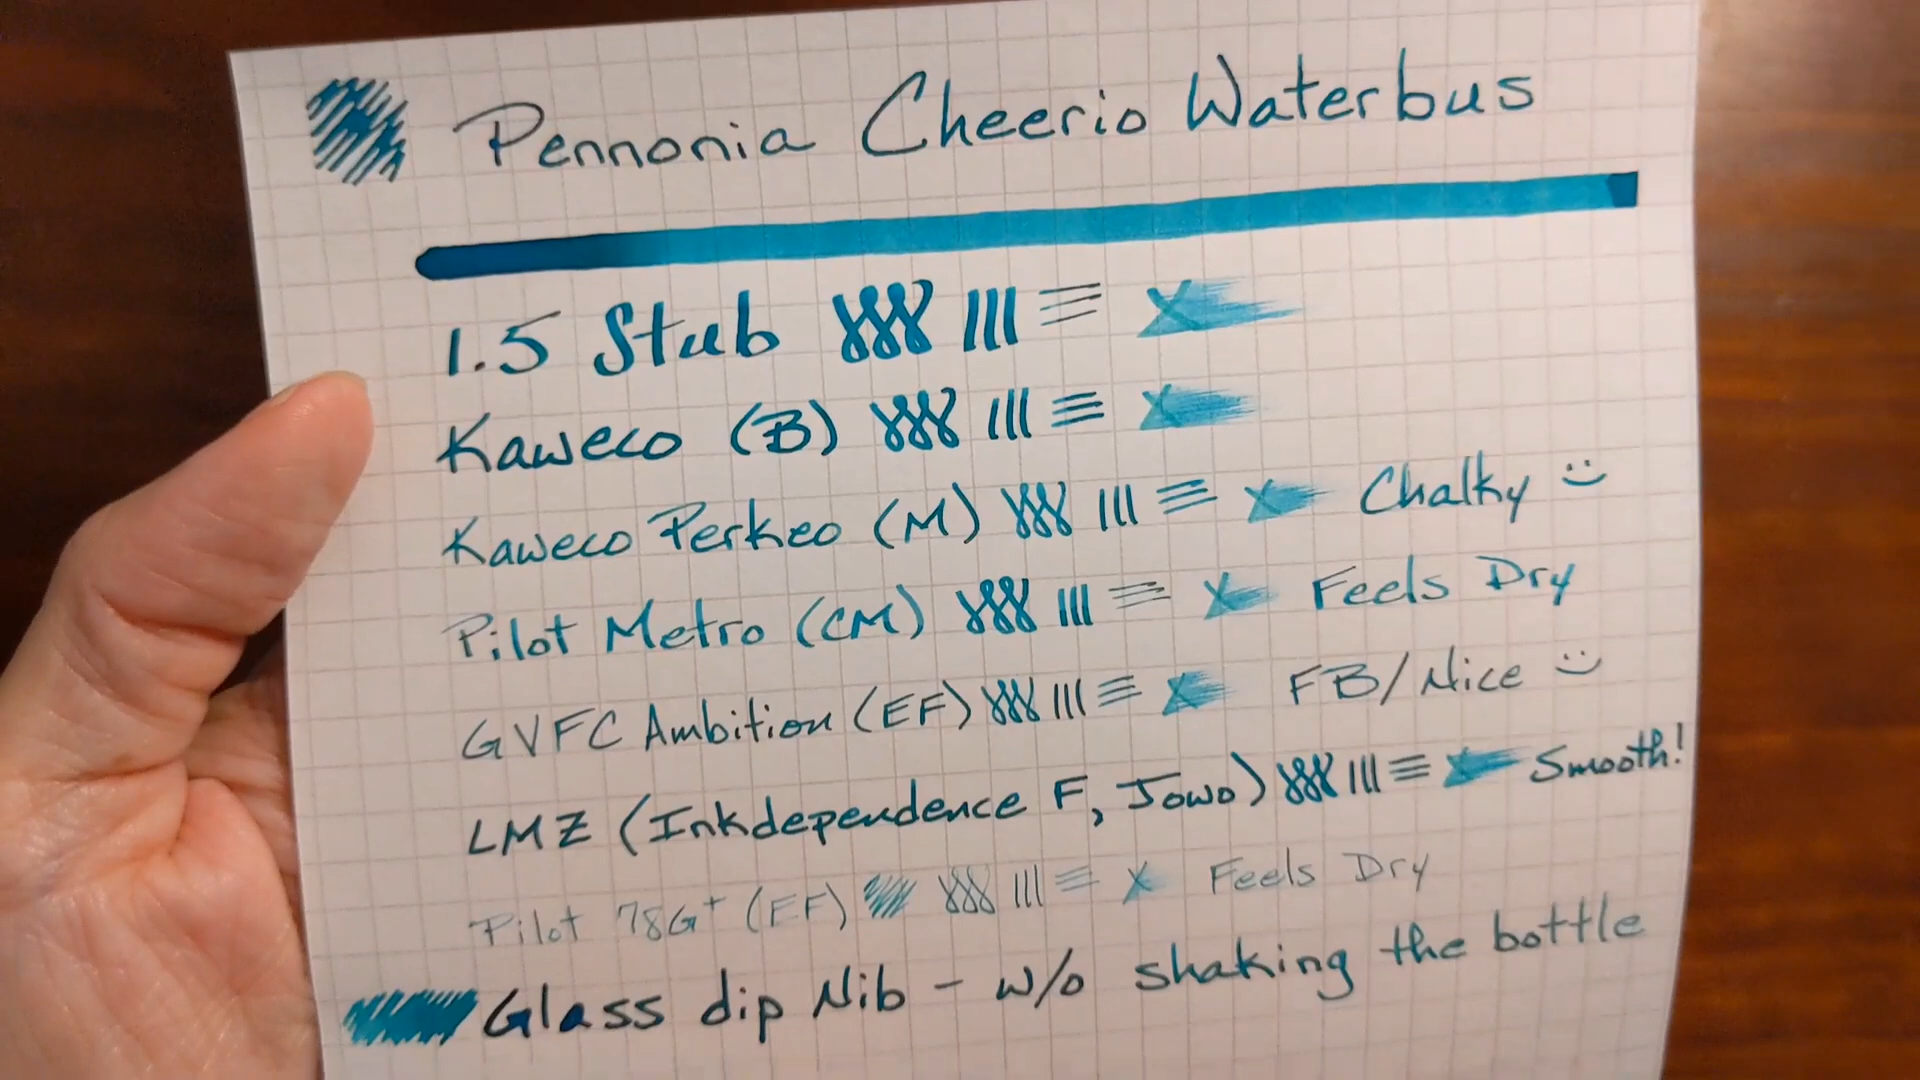 Pennonia Cheerio Waterbus
1.5 Stub
Kaweco (B)
Kaweco Perkeo (M) Chalky :)
Pilot Metro (CM) Feels Dry
GVFC Ambition (EF) FB/Nice :)
LMZ (Inkdependence F, Jowo) Smooth!
Pilot 78G+ (EF) Feels Dry
Glass dip Nib - w/o shaking the bottle